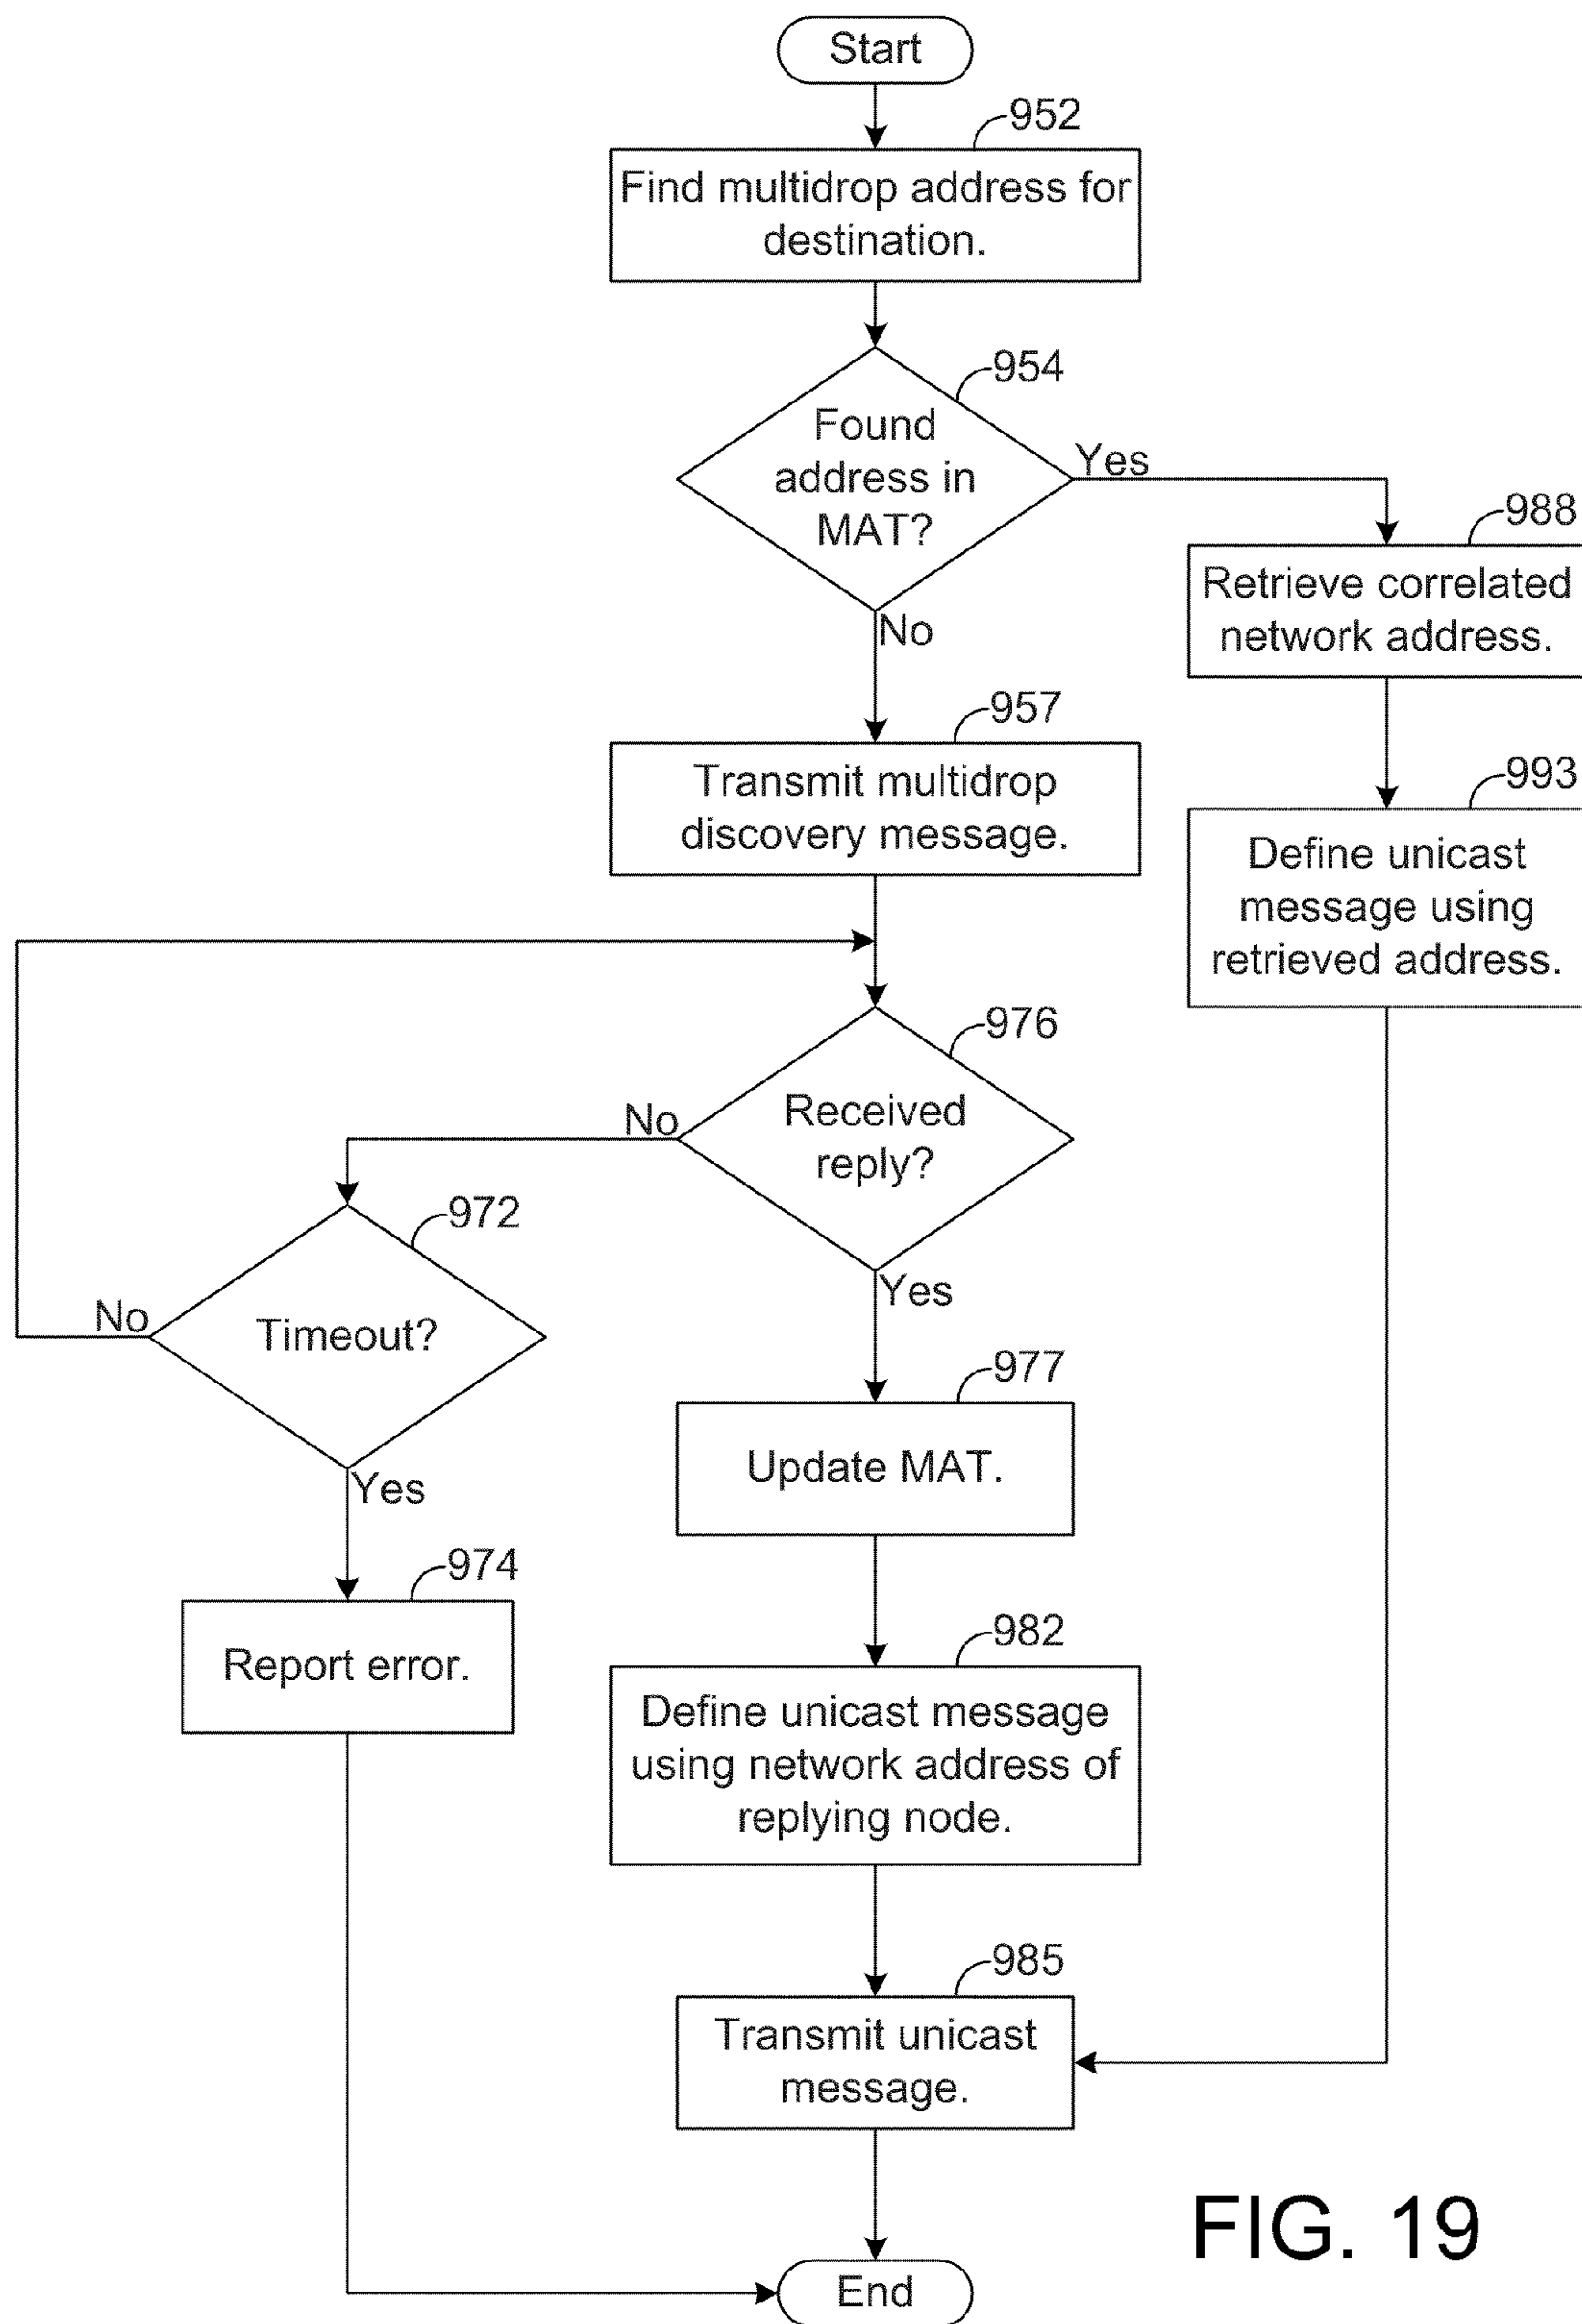 Start
952
Find multidrop address for
destination.
954
Found
address in
MAT?
Yes
No
988
Retrieve correlated
network address.
957
Transmit multidrop
discovery message.
993
Define unicast
message using
retrieved address.
976
Received
reply?
No
Yes
972
Timeout?
No
Yes
977
Update MAT.
974
Report error.
982
Define unicast message
using network address of
replying node.
985
Transmit unicast
message.
End
FIG. 19